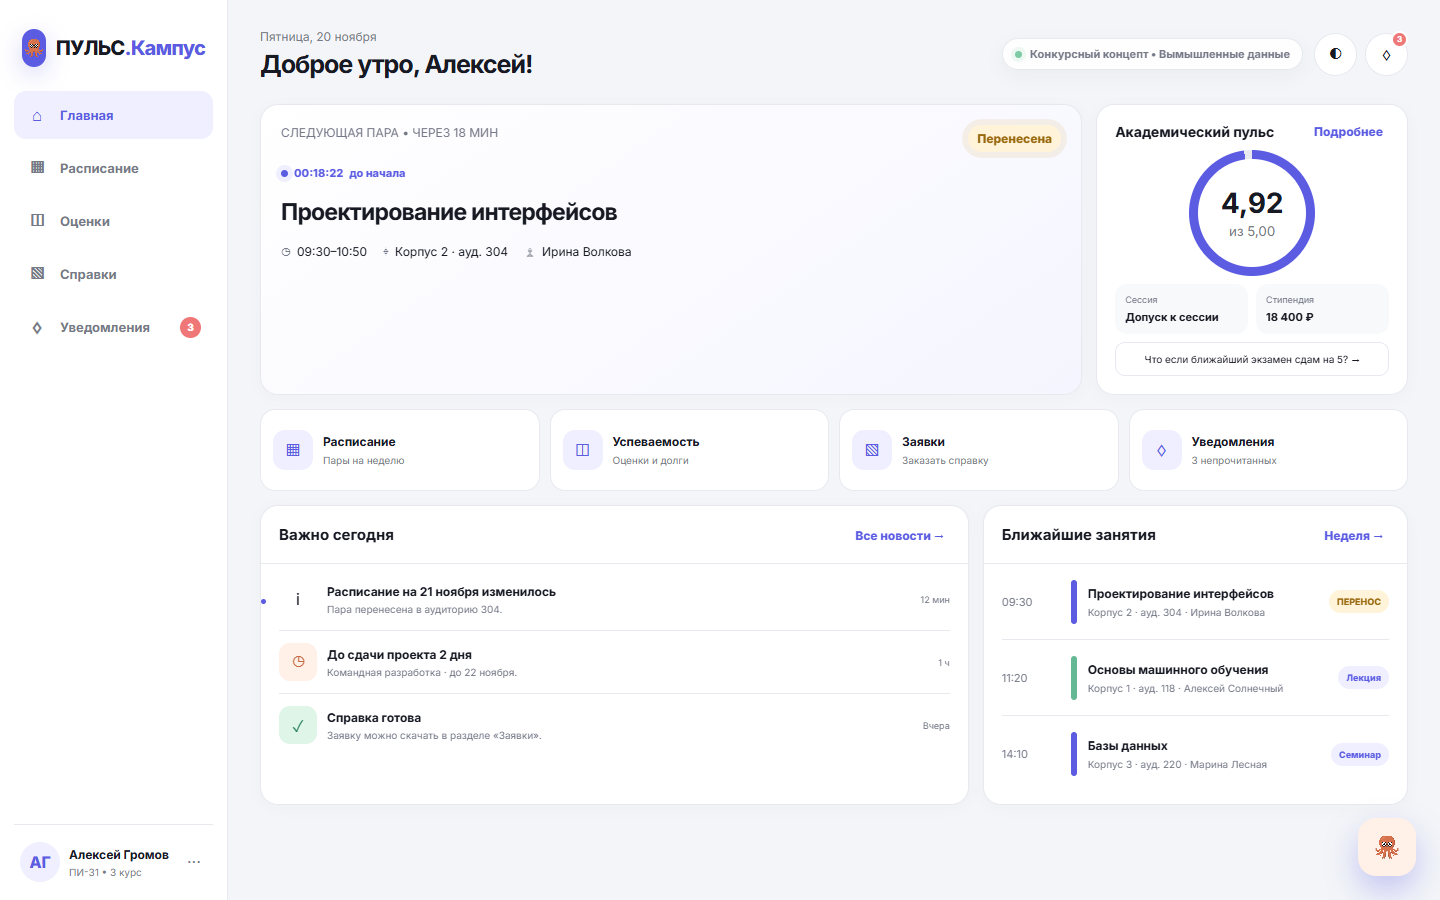 ПУЛЬС.Кампус
Главная
Расписание
Оценки
Справки
Уведомления
3
АГ
Алексей Громов
ПИ-31 • 3 курс
Пятница, 20 ноября
Доброе утро, Алексей!
Конкурсный концепт • Вымышленные данные
3
СЛЕДУЮЩАЯ ПАРА • ЧЕРЕЗ 18 МИН
Перенесена
00:18:22 до начала
Проектирование интерфейсов
09:30–10:50
Корпус 2 · ауд. 304
Ирина Волкова
Академический пульс
Подробнее
4,92
из 5,00
Сессия
Допуск к сессии
Стипендия
18 400 ₽
Что если ближайший экзамен сдам на 5? →
Расписание
Пары на неделю
Успеваемость
Оценки и долги
Заявки
Заказать справку
Уведомления
3 непрочитанных
Важно сегодня
Все новости →
i
Расписание на 21 ноября изменилось
Пара перенесена в аудиторию 304.
12 мин
До сдачи проекта 2 дня
Командная разработка · до 22 ноября.
1 ч
Справка готова
Заявку можно скачать в разделе «Заявки».
Вчера
Ближайшие занятия
Неделя →
09:30
Проектирование интерфейсов
Корпус 2 · ауд. 304 · Ирина Волкова
ПЕРЕНОС
11:20
Основы машинного обучения
Корпус 1 · ауд. 118 · Алексей Солнечный
Лекция
14:10
Базы данных
Корпус 3 · ауд. 220 · Марина Лесная
Семинар